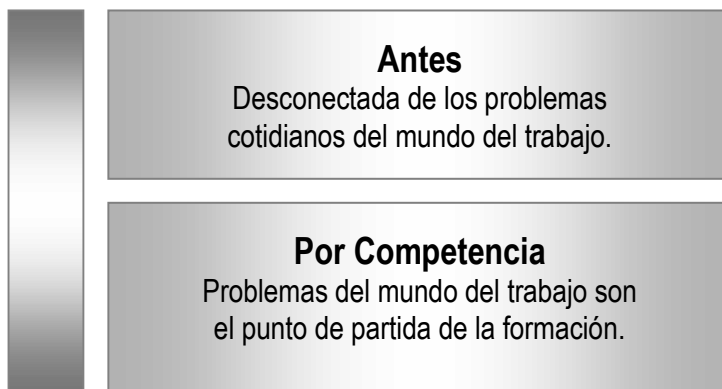 Antes
Desconectada de los problemas
cotidianos del mundo del trabajo.
Por Competencia
Problemas del mundo del trabajo son
el punto de partida de la formación.